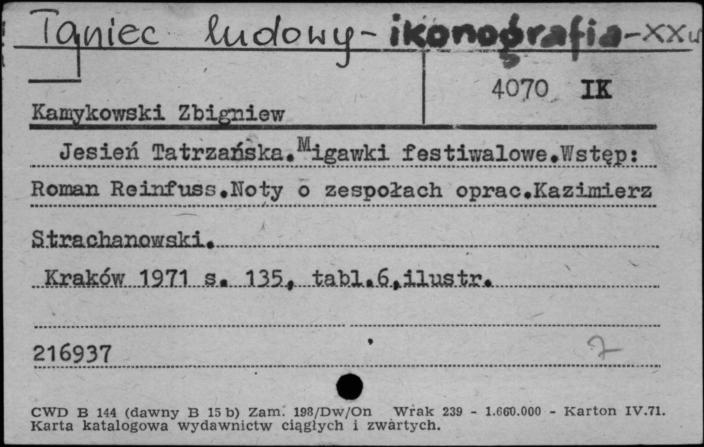 Taniec ludowy - ikonografia - XX w
4070 IK
Kamykowski Zbigniew
Jesień Tatrzańska. Migawki festiwalowe. Wstęp:
Roman Reinfuss. Noty o zespołach oprac. Kazimierz
Strachanowski.
Kraków 1971 s. 135, tabl. 6, ilustr.
216937
7
CWD B 144 (dawny B 15 b) Zam. 198/Dw/On Wrak 239 - 1.660.000 - Karton IV.71.
Karta katalogowa wydawnictw ciągłych i zwartych.